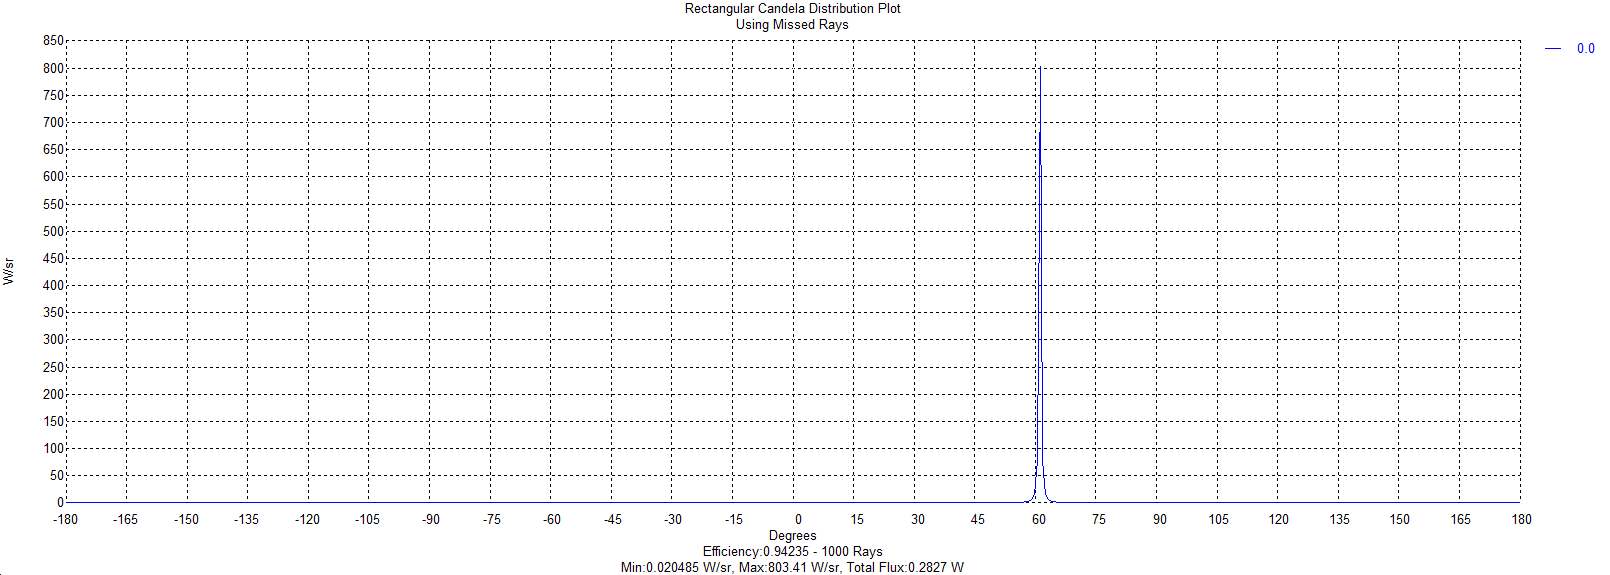 Rectangular Candela Distribution Plot
Using Missed Rays
0.0
850
800
750
700
650
600
550
500
450
400
350
300
250
200
150
100
50
0
W/sr
-180 -165 -150 -135 -120 -105 -90 -75 -60 -45 -30 -15 0 15 30 45 60 75 90 105 120 135 150 165 180
Degrees
Efficiency:0.94235 - 1000 Rays
Min:0.020485 W/sr, Max:803.41 W/sr, Total Flux:0.2827 W